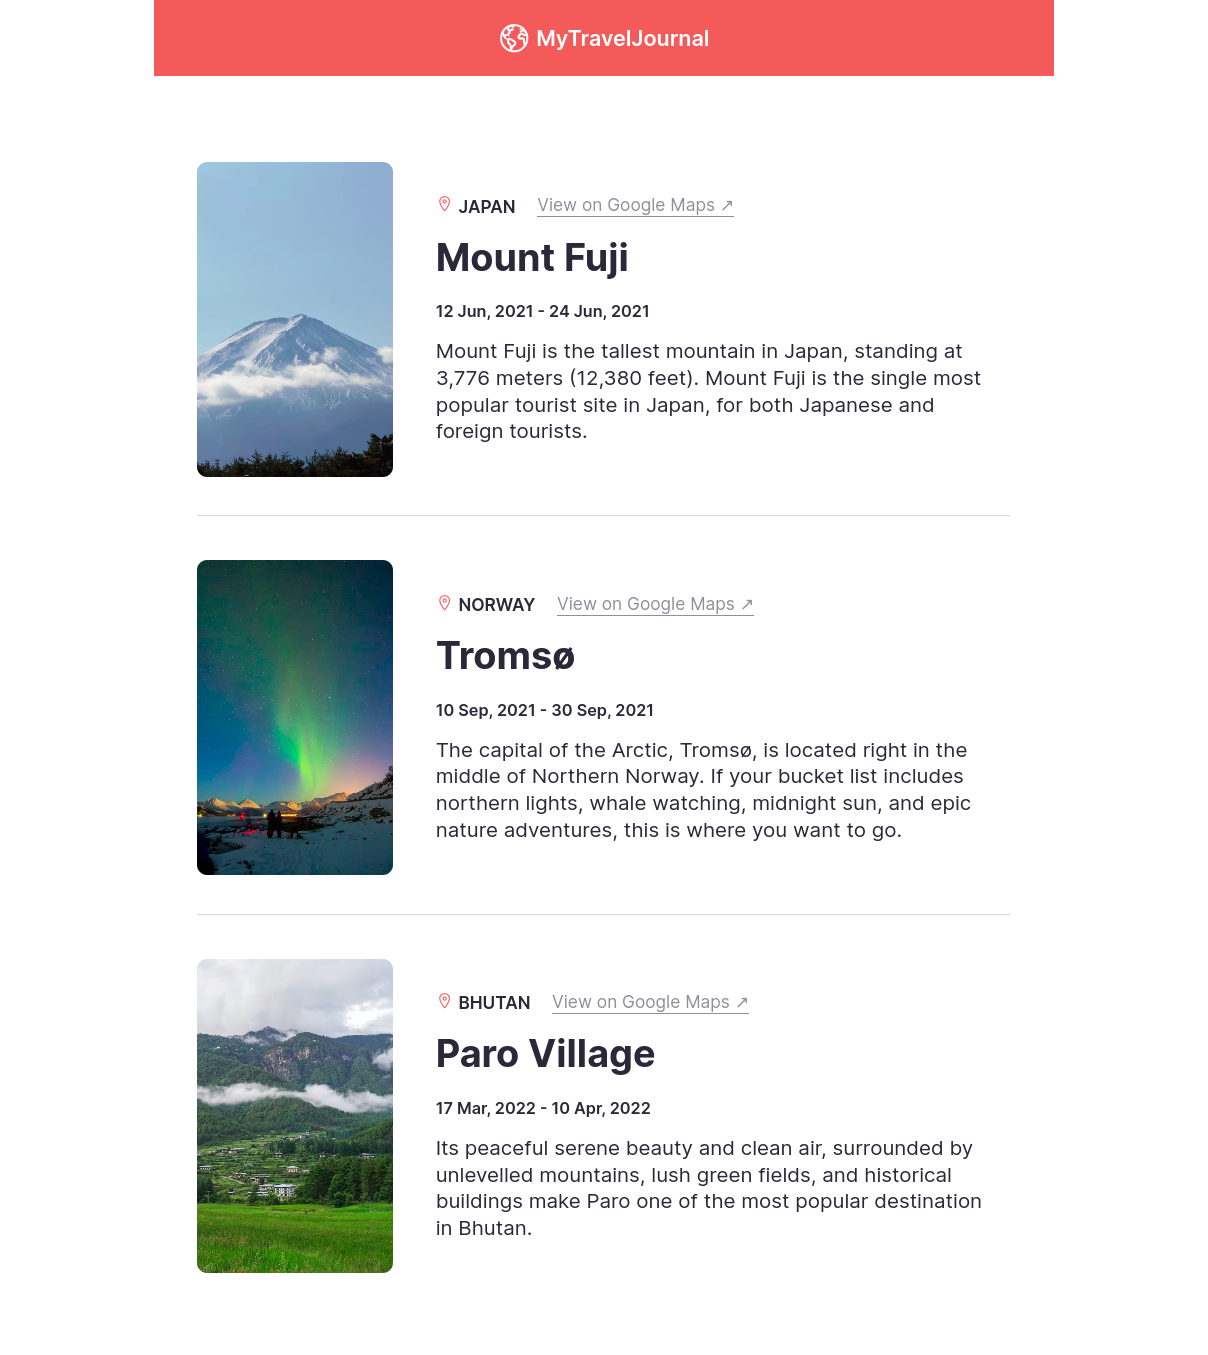 MyTravelJournal
JAPAN View on Google Maps ↗
Mount Fuji
12 Jun, 2021 - 24 Jun, 2021
Mount Fuji is the tallest mountain in Japan, standing at
3,776 meters (12,380 feet). Mount Fuji is the single most
popular tourist site in Japan, for both Japanese and
foreign tourists.
NORWAY View on Google Maps ↗
Tromsø
10 Sep, 2021 - 30 Sep, 2021
The capital of the Arctic, Tromsø, is located right in the
middle of Northern Norway. If your bucket list includes
northern lights, whale watching, midnight sun, and epic
nature adventures, this is where you want to go.
BHUTAN View on Google Maps ↗
Paro Village
17 Mar, 2022 - 10 Apr, 2022
Its peaceful serene beauty and clean air, surrounded by
unlevelled mountains, lush green fields, and historical
buildings make Paro one of the most popular destination
in Bhutan.